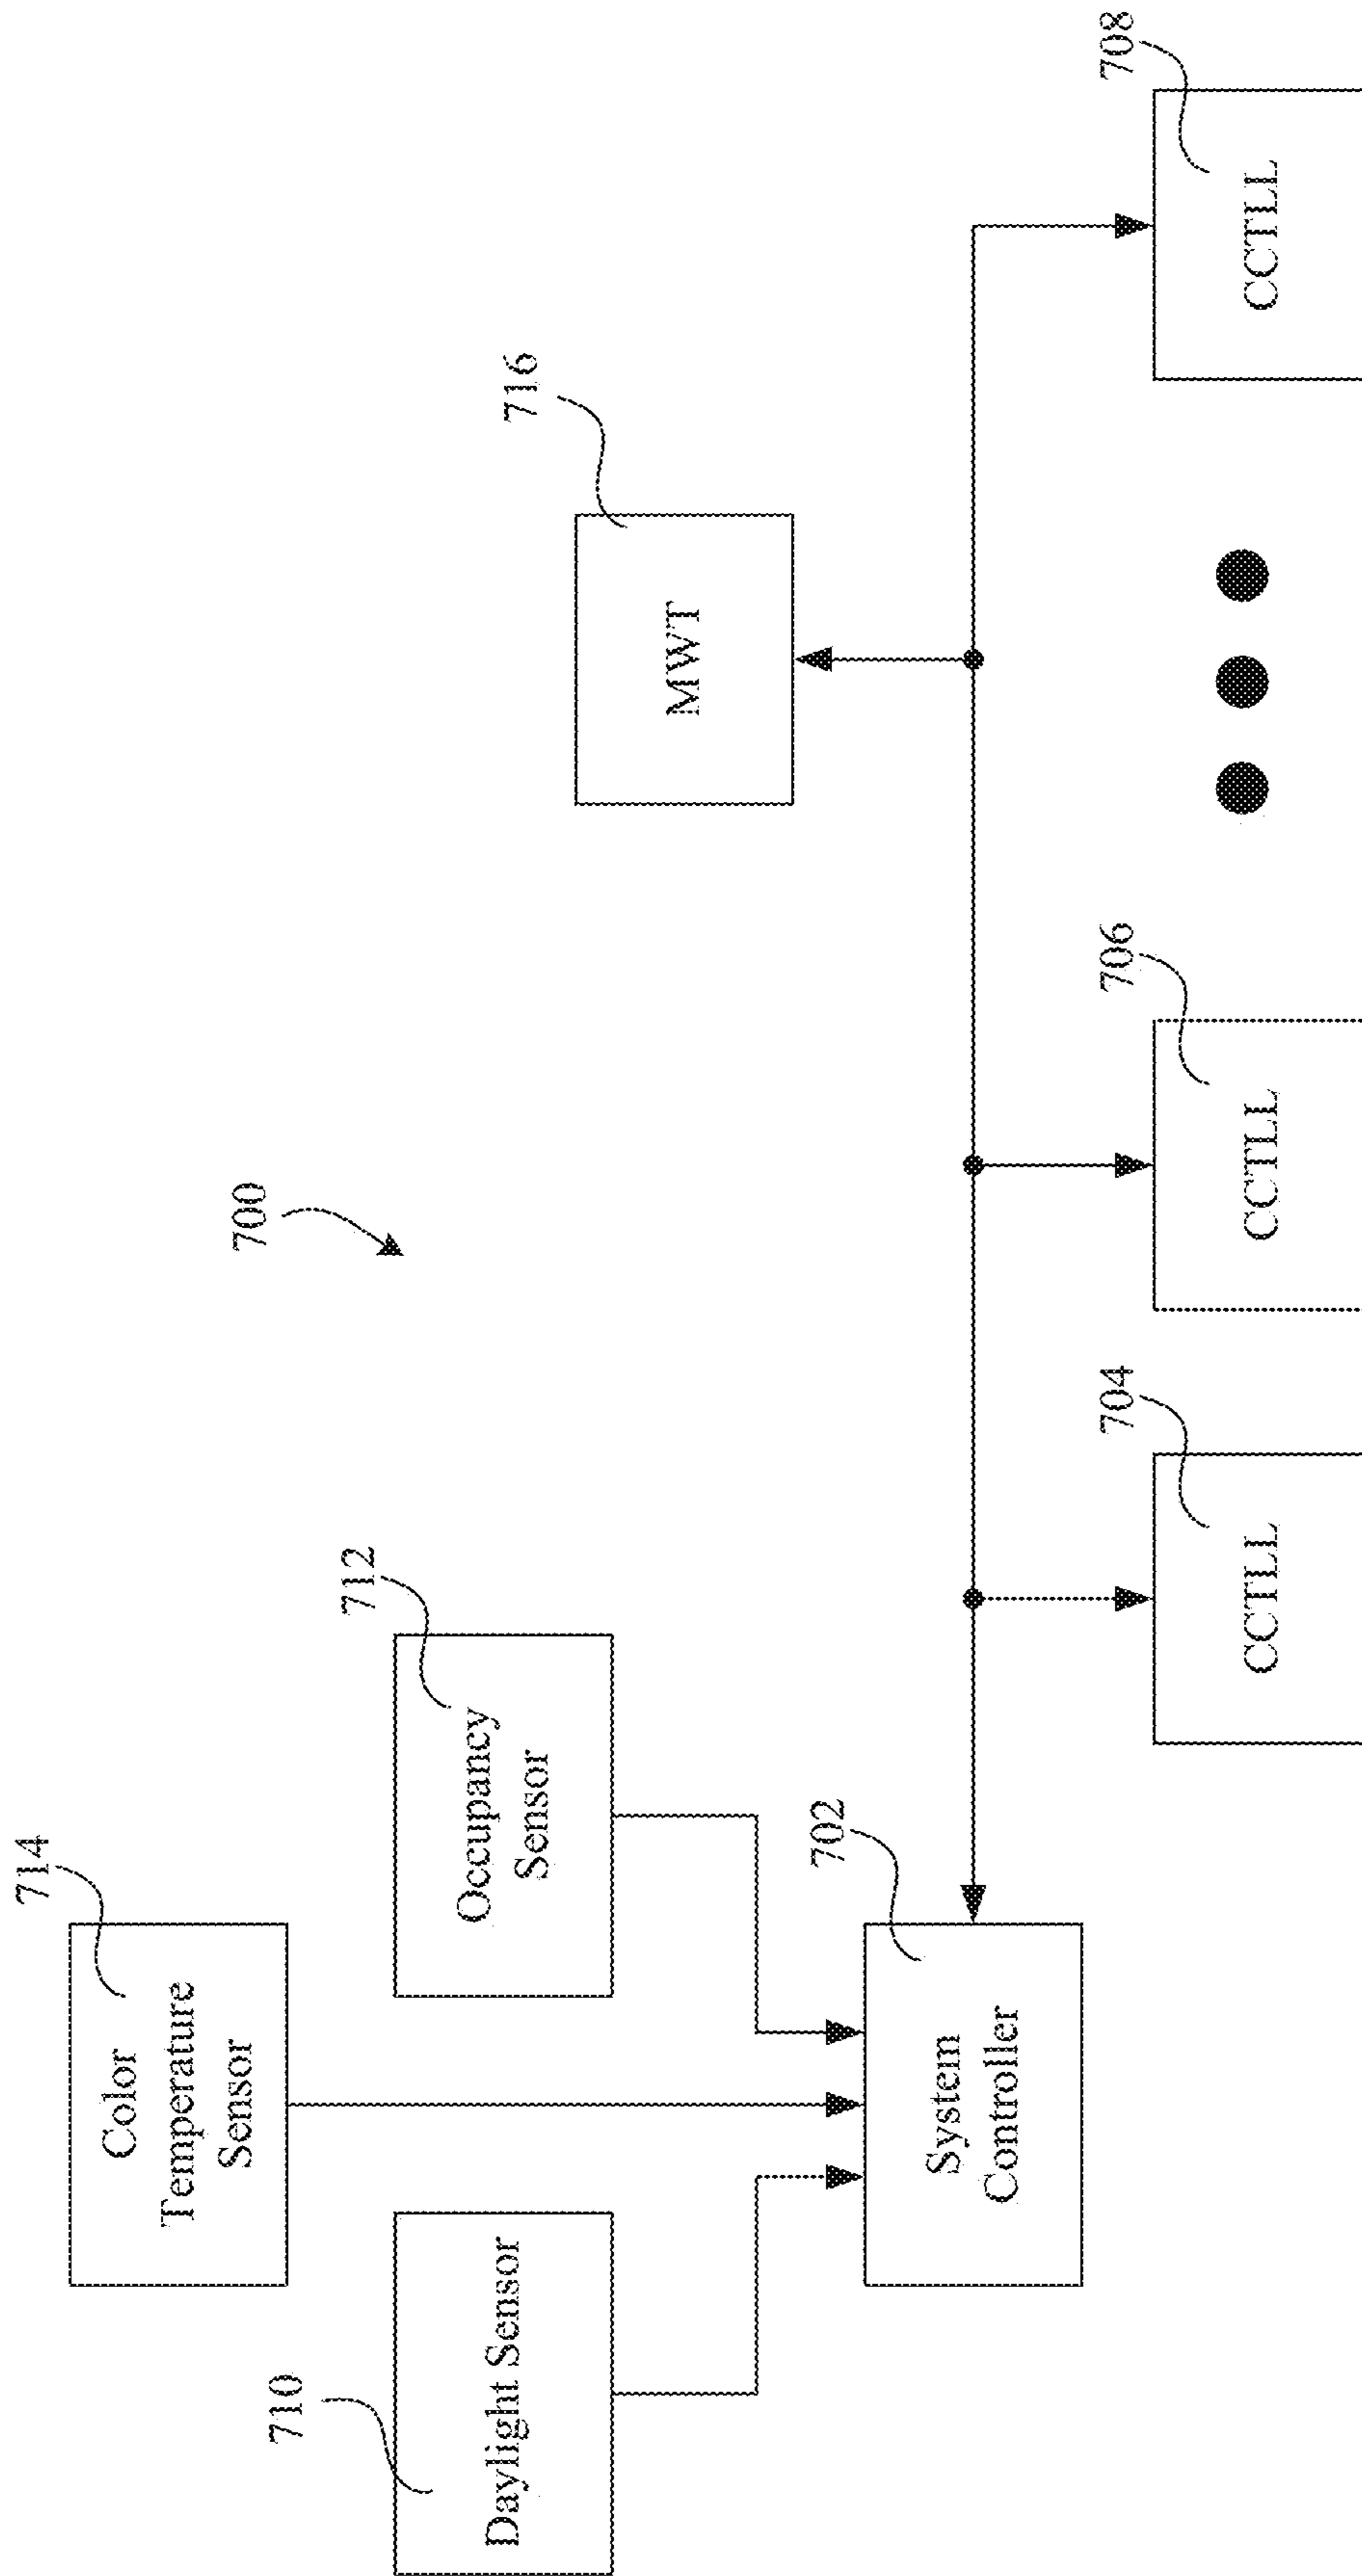 700
714
Color
Temperature
Sensor
710
Daylight Sensor
712
Occupancy
Sensor
716
MWT
702
System
Controller
704
CCTLL
706
CCTLL
708
CCTLL